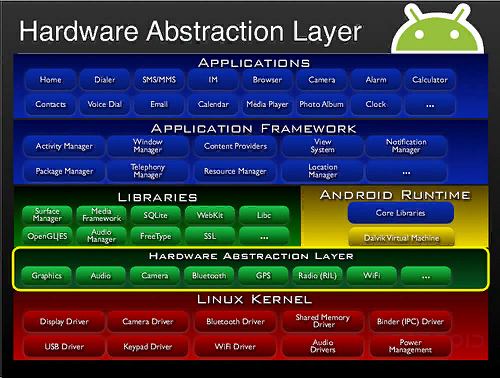 Hardware Abstraction Layer
APPLICATIONS
Home Dialer SMS/MMS IM Browser Camera Alarm Calculator
Contacts Voice Dial Email Calendar Media Player Photo Album Clock ...
APPLICATION FRAMEWORK
Activity Manager Window Manager Content Providers View System Notification Manager
Package Manager Telephony Manager Resource Manager Location Manager ...
LIBRARIES
Surface Manager Media Framework SQLite WebKit Libc
OpenGL|ES Audio Manager FreeType SSL ...
ANDROID RUNTIME
Core Libraries
Dalvik Virtual Machine
HARDWARE ABSTRACTION LAYER
Graphics Audio Camera Bluetooth GPS Radio (RIL) WiFi ...
LINUX KERNEL
Display Driver Camera Driver Bluetooth Driver Shared Memory Driver Binder (IPC) Driver
USB Driver Keypad Driver WiFi Driver Audio Drivers Power Management